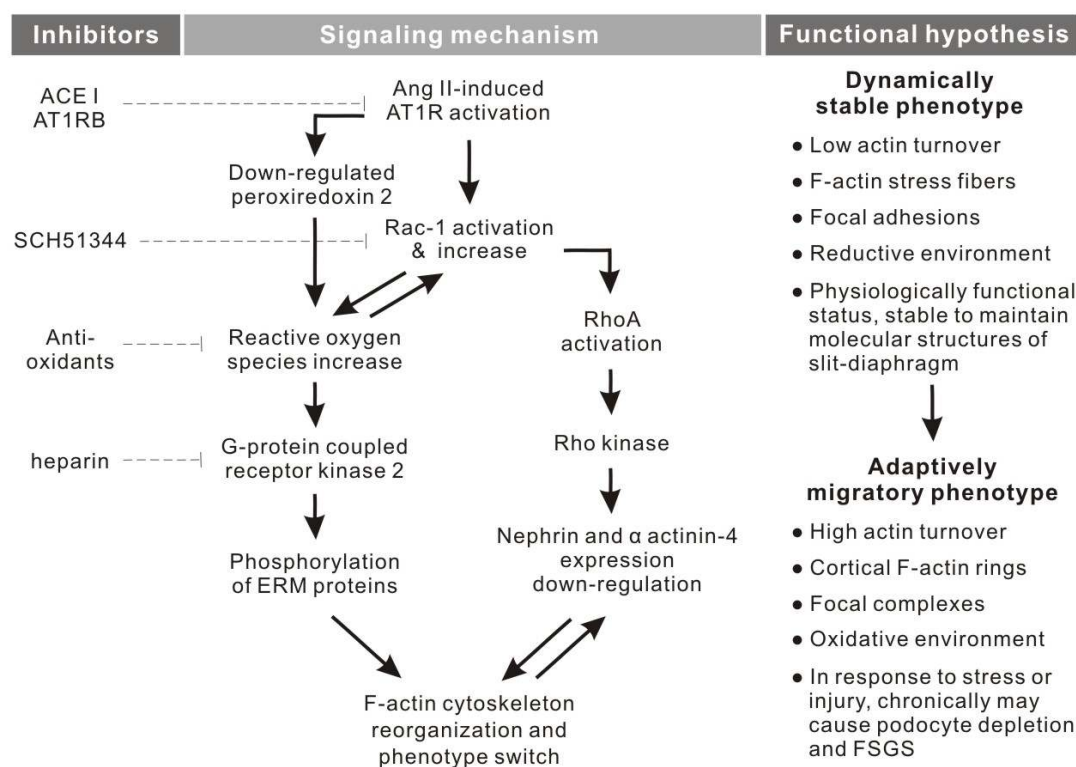 Inhibitors
Signaling mechanism
Functional hypothesis
ACE I
AT1RB
SCH51344
Anti-
oxidants
heparin
Ang II-induced
AT1R activation
Down-regulated
peroxiredoxin 2
Rac-1 activation
& increase
Reactive oxygen
species increase
RhoA
activation
G-protein coupled
receptor kinase 2
Rho kinase
Phosphorylation
of ERM proteins
Nephrin and α actinin-4
expression
down-regulation
F-actin cytoskeleton
reorganization and
phenotype switch
Dynamically
stable phenotype
● Low actin turnover
● F-actin stress fibers
● Focal adhesions
● Reductive environment
● Physiologically functional
status, stable to maintain
molecular structures of
slit-diaphragm
Adaptively
migratory phenotype
● High actin turnover
● Cortical F-actin rings
● Focal complexes
● Oxidative environment
● In response to stress or
injury, chronically may
cause podocyte depletion
and FSGS